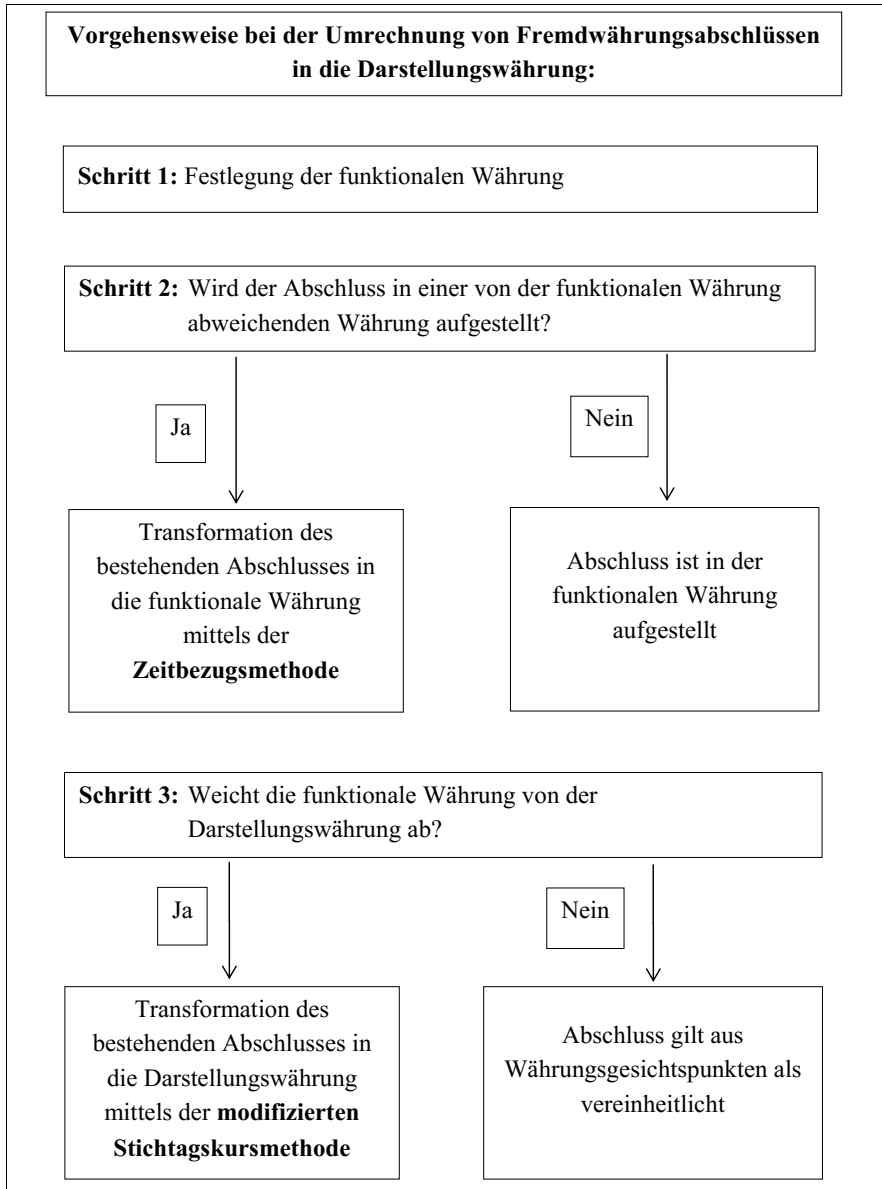 Vorgehensweise bei der Umrechnung von Fremdwährungsabschlüssen
in die Darstellungswährung:
Schritt 1: Festlegung der funktionalen Währung
Schritt 2: Wird der Abschluss in einer von der funktionalen Währung
abweichenden Währung aufgestellt?
Ja
Nein
Transformation des
bestehenden Abschlusses in
die funktionale Währung
mittels der
Zeitbezugsmethode
Abschluss ist in der
funktionalen Währung
aufgestellt
Schritt 3: Weicht die funktionale Währung von der
Darstellungswährung ab?
Ja
Nein
Transformation des
bestehenden Abschlusses in
die Darstellungswährung
mittels der modifizierten
Stichtagskursmethode
Abschluss gilt aus
Währungsgesichtspunkten als
vereinheitlicht